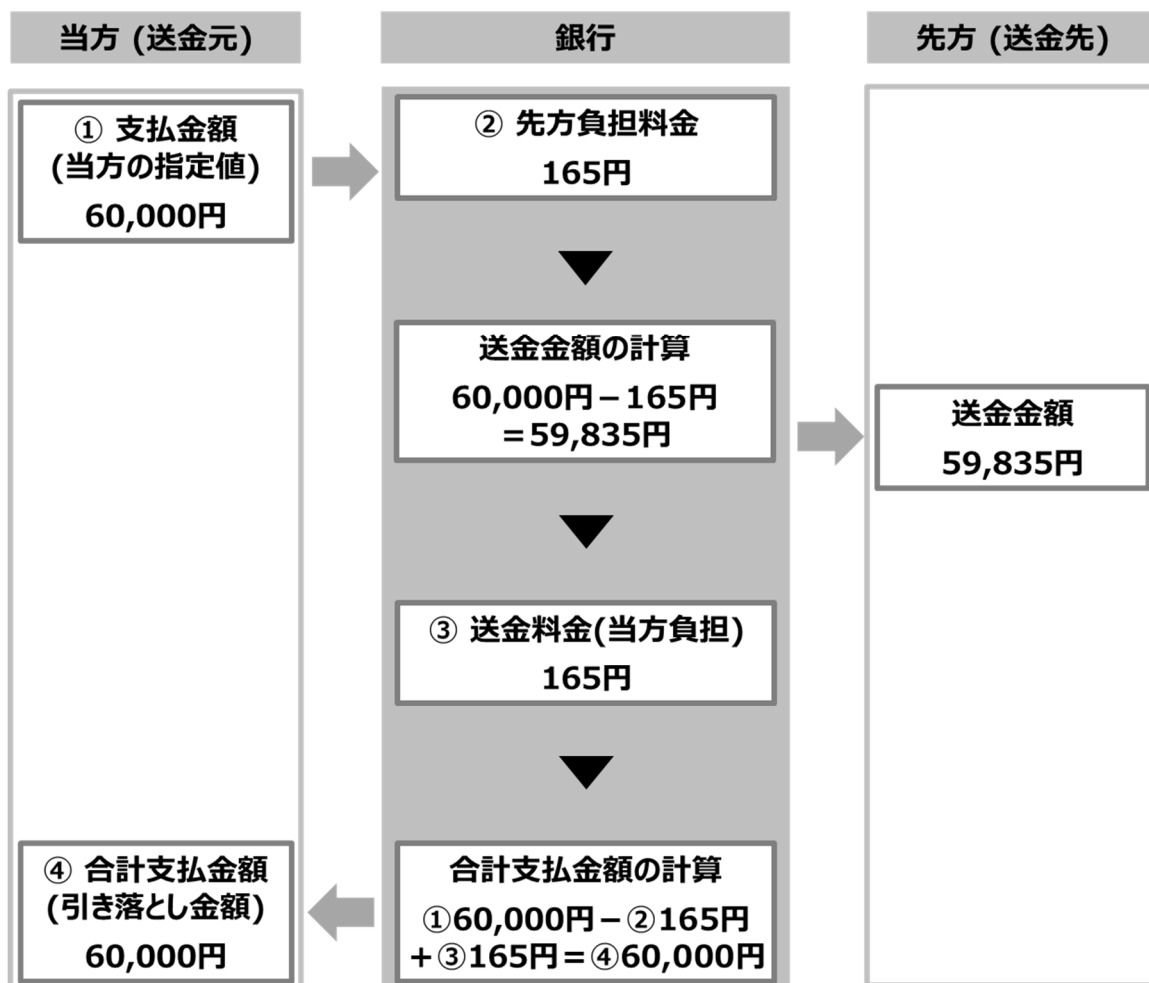 当方 (送金元)
銀行
先方 (送金先)
① 支払金額
(当方の指定値)
60,000円
② 先方負担料金
165円
送金金額の計算
60,000円－165円
＝59,835円
送金金額
59,835円
③ 送金料金(当方負担)
165円
④ 合計支払金額
(引き落とし金額)
60,000円
合計支払金額の計算
①60,000円－②165円
＋③165円＝④60,000円